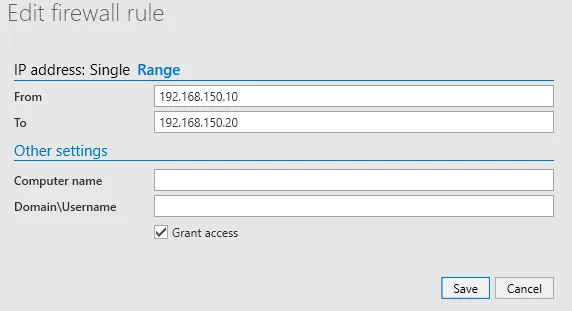 Edit firewall rule
IP address: Single Range
From 192.168.150.10
To 192.168.150.20
Other settings
Computer name
Domain\Username
Grant access
Save Cancel